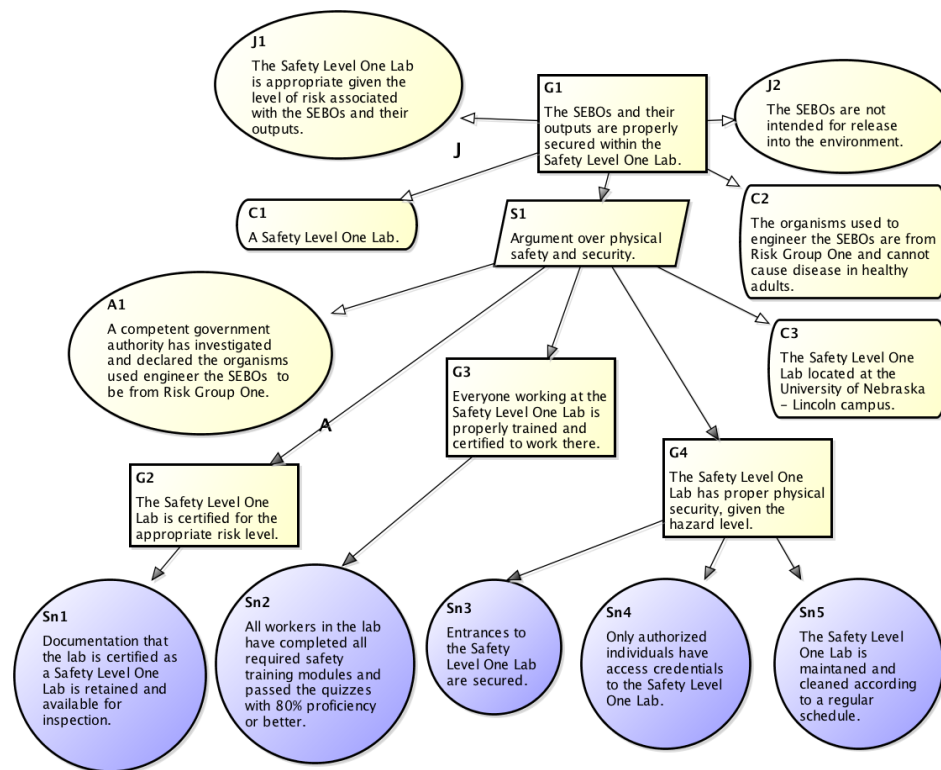 J1
The Safety Level One Lab
is appropriate given the
level of risk associated
with the SEBOs and their
outputs.
J
G1
The SEBOs and their
outputs are properly
secured within the
Safety Level One Lab.
J2
The SEBOs are not
intended for release
into the environment.
C1
A Safety Level One Lab.
S1
Argument over physical
safety and security.
C2
The organisms used to
engineer the SEBOs are from
Risk Group One and cannot
cause disease in healthy
adults.
A1
A competent government
authority has investigated
and declared the organisms
used engineer the SEBOs to
be from Risk Group One.
A
G3
Everyone working at the
Safety Level One Lab is
properly trained and
certified to work there.
C3
The Safety Level One
Lab located at the
University of Nebraska
– Lincoln campus.
G2
The Safety Level One
Lab is certified for the
appropriate risk level.
G4
The Safety Level One
Lab has proper physical
security, given the
hazard level.
Sn1
Documentation that
the lab is certified as
a Safety Level One
Lab is retained and
available for
inspection.
Sn2
All workers in the lab
have completed all
required safety
training modules and
passed the quizzes
with 80% proficiency
or better.
Sn3
Entrances to
the Safety
Level One Lab
are secured.
Sn4
Only authorized
individuals have
access credentials
to the Safety Level
One Lab.
Sn5
The Safety Level
One Lab is
maintaned and
cleaned according
to a regular
schedule.